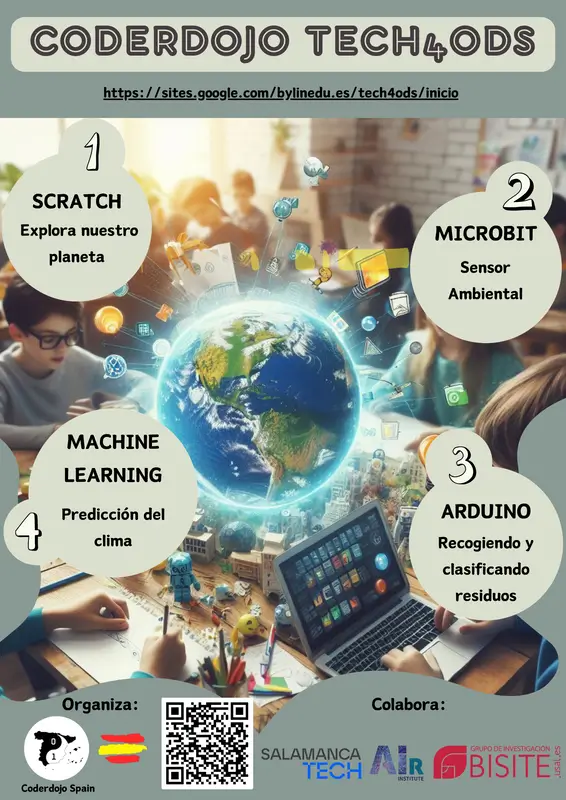 CODERDOJO TECH4ODS
https://sites.google.com/bylinedu.es/tech4ods/inicio
1
SCRATCH
Explora nuestro
planeta
2
MICROBIT
Sensor
Ambiental
3
ARDUINO
Recogiendo y
clasificando
residuos
4
MACHINE
LEARNING
Predicción del
clima
Organiza:
Coderdojo Spain
Colabora:
SALAMANCA
TECH
AIR
INSTITUTE
GRUPO DE INVESTIGACIÓN
BISITE
.usal.es